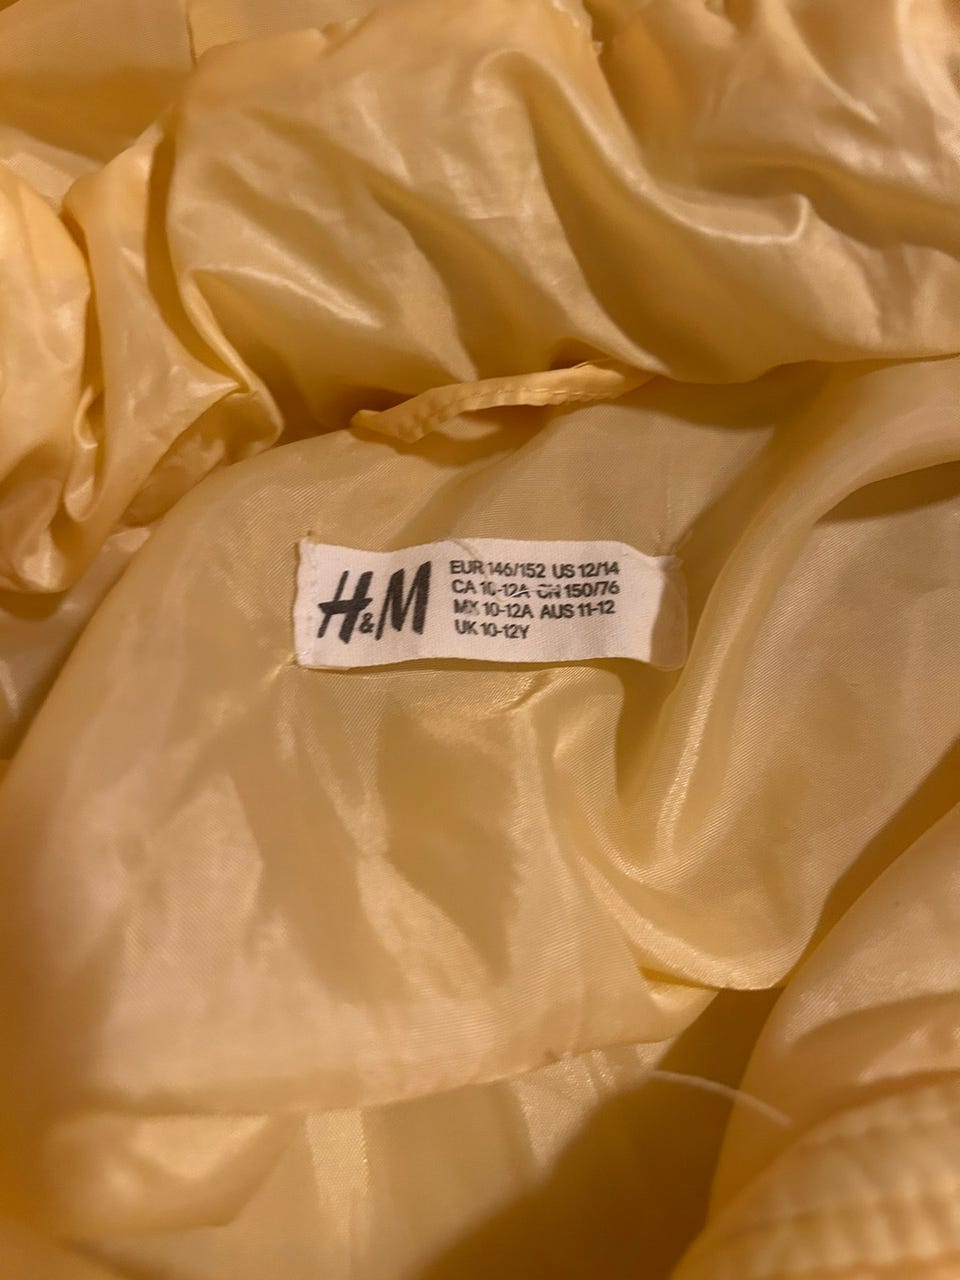 H&M
EUR 146/152 US 12/14
CA 10-12A CN 150/76
MX 10-12A AUS 11-12
UK 10-12Y